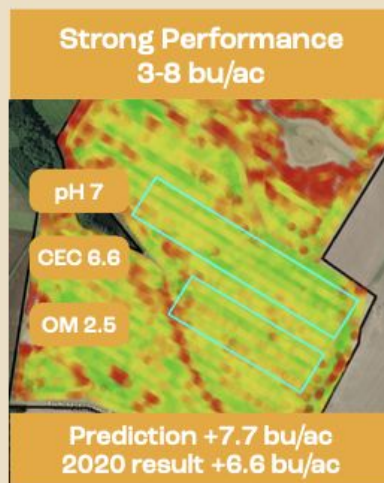 Strong Performance
3-8 bu/ac
pH 7
CEC 6.6
OM 2.5
Prediction +7.7 bu/ac
2020 result +6.6 bu/ac